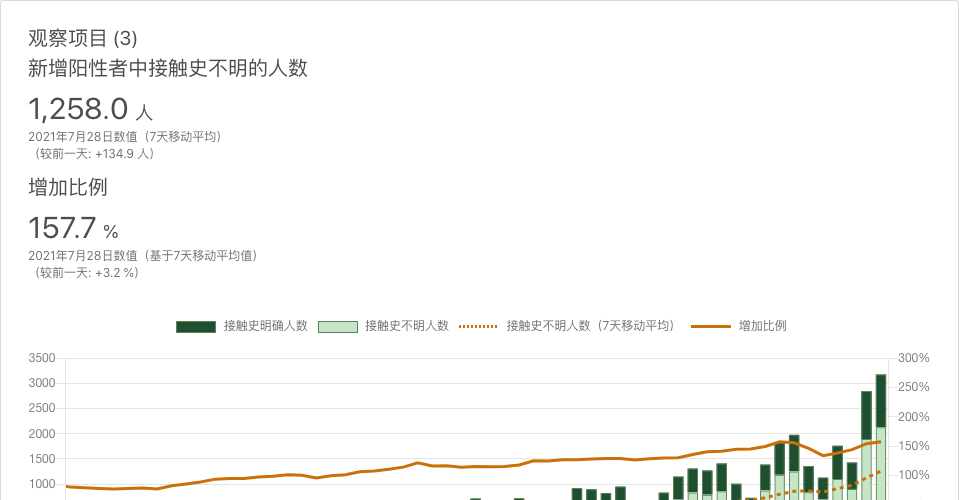 观察项目 (3)
新增阳性者中接触史不明的人数
1,258.0 人
2021年7月28日数值（7天移动平均）
（较前一天: +134.9 人）
增加比例
157.7 %
2021年7月28日数值（基于7天移动平均值）
（较前一天: +3.2 %）
接触史明确人数 接触史不明人数 接触史不明人数（7天移动平均） 增加比例
3500 300%
3000 250%
2500 200%
2000 150%
1500 100%
1000